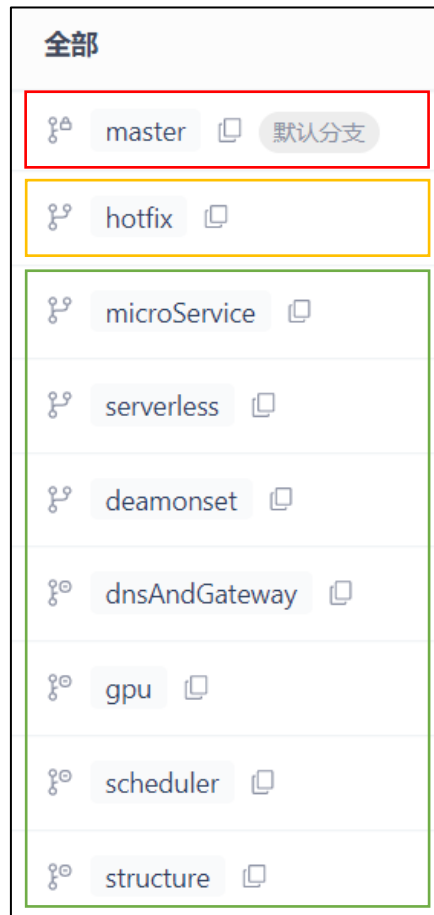 全部
master 默认分支
hotfix
microService
serverless
deamonset
dnsAndGateway
gpu
scheduler
structure